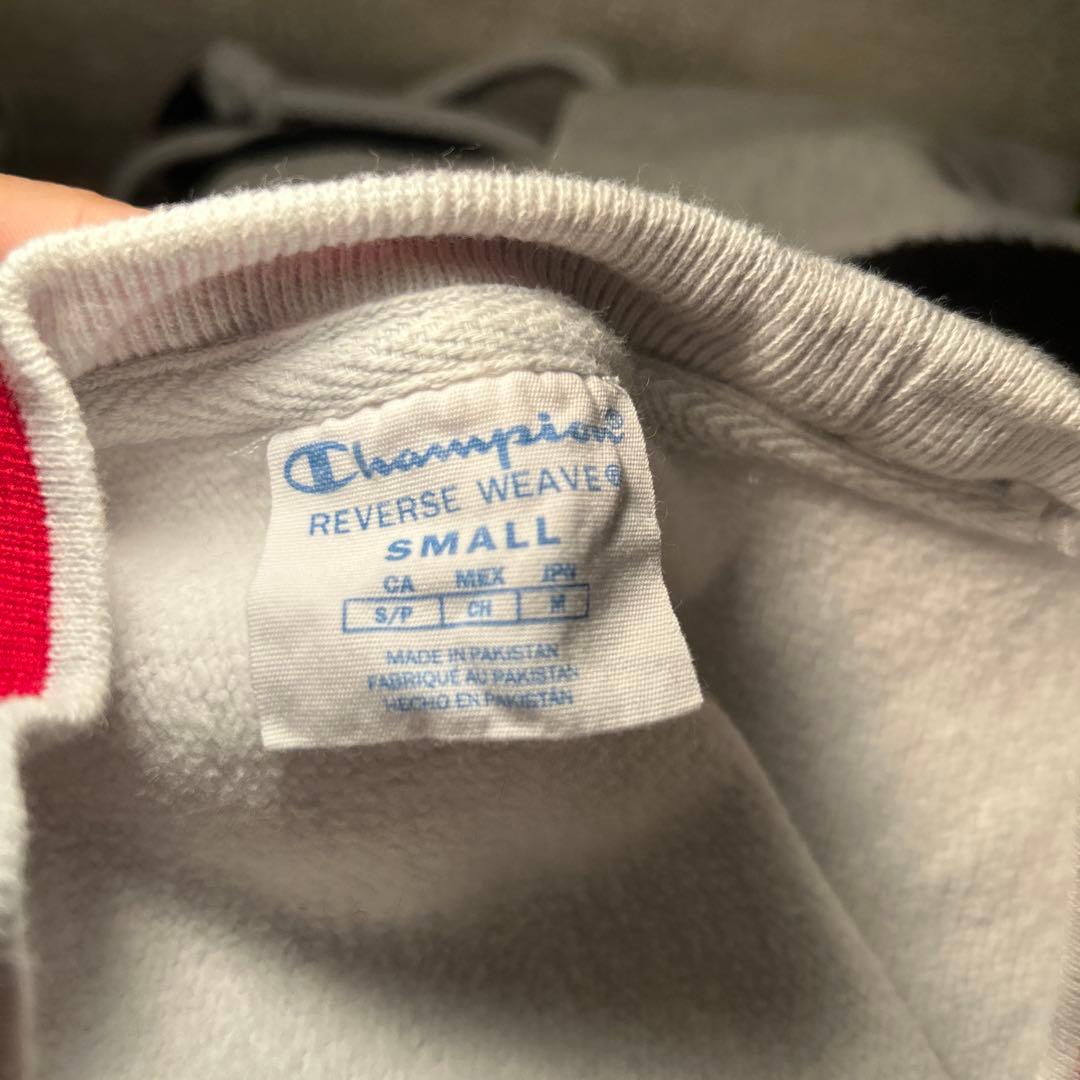 Champion®
REVERSE WEAVE®
SMALL
CA MEX JPN
S/P CH M
MADE IN PAKISTAN
FABRIQUÉ AU PAKISTAN
HECHO EN PAKISTAN